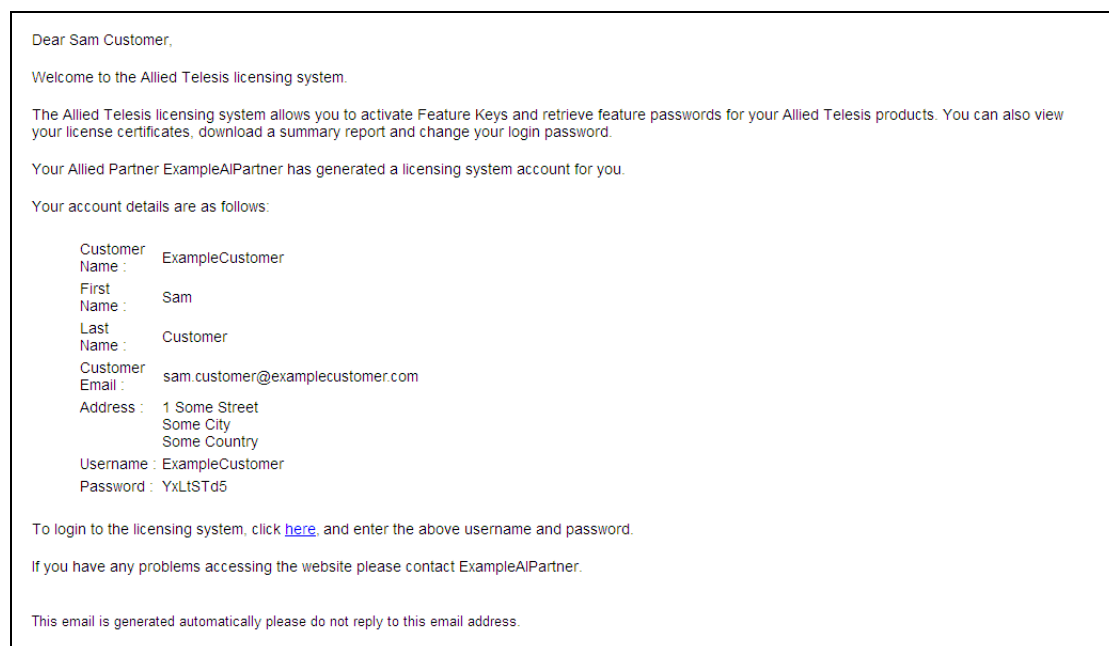 Dear Sam Customer,
Welcome to the Allied Telesis licensing system.
The Allied Telesis licensing system allows you to activate Feature Keys and retrieve feature passwords for your Allied Telesis products. You can also view
your license certificates, download a summary report and change your login password.
Your Allied Partner ExampleAlPartner has generated a licensing system account for you.
Your account details are as follows:
Customer
Name : ExampleCustomer
First
Name : Sam
Last
Name : Customer
Customer
Email : sam.customer@examplecustomer.com
Address : 1 Some Street
Some City
Some Country
Username : ExampleCustomer
Password : YxLtSTd5
To login to the licensing system, click here, and enter the above username and password.
If you have any problems accessing the website please contact ExampleAlPartner.
This email is generated automatically please do not reply to this email address.